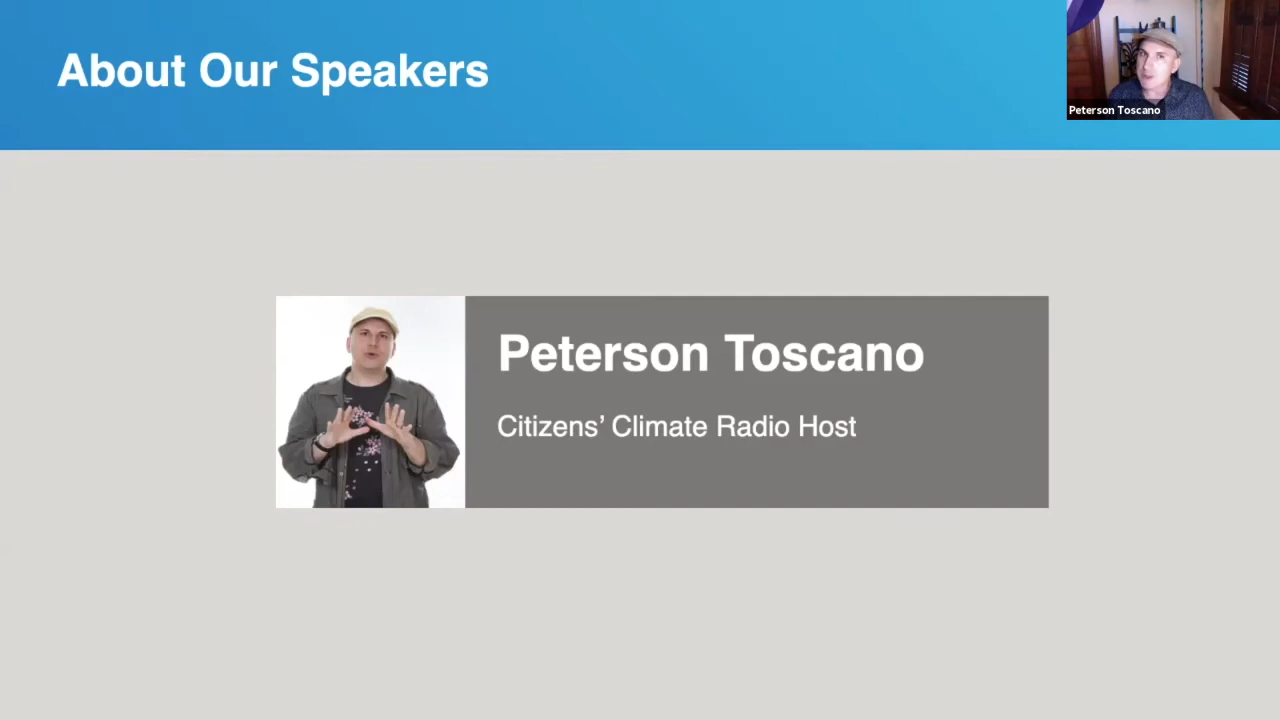 About Our Speakers
Peterson Toscano
Peterson Toscano
Citizens’ Climate Radio Host